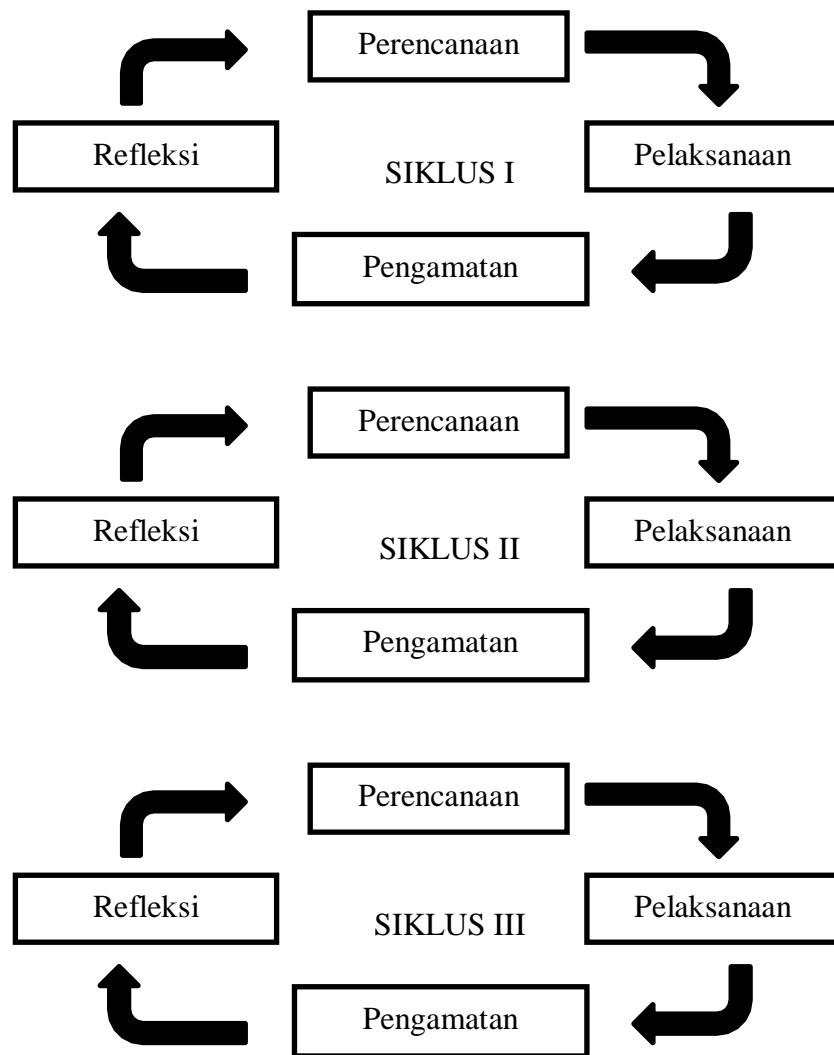 Perencanaan
Refleksi
SIKLUS I
Pelaksanaan
Pengamatan
Perencanaan
Refleksi
SIKLUS II
Pelaksanaan
Pengamatan
Perencanaan
Refleksi
SIKLUS III
Pelaksanaan
Pengamatan